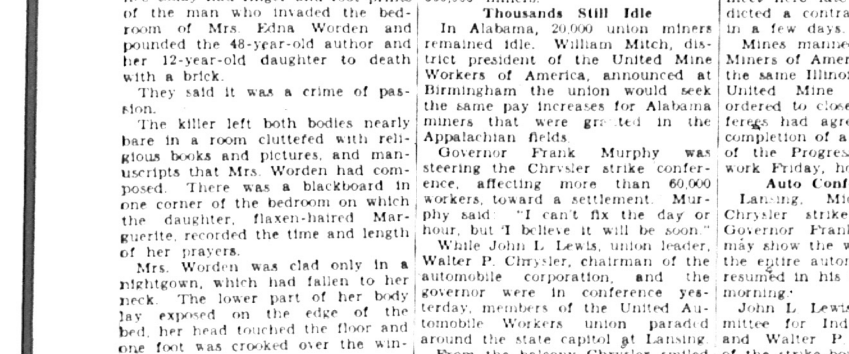 of the man who invaded the bed-
room of Mrs. Edna Worden and
pounded the 48-year-old author and
her 12-year-old daughter to death
with a brick.
They said it was a crime of pas-
sion.
The killer left both bodies nearly
bare in a room cluttefed with reli-
gious books and pictures, and man-
uscripts that Mrs. Worden had com-
posed. There was a blackboard in
one corner of the bedroom on which
the daughter, flaxen-haired Mar-
guerite, recorded the time and length
of her prayers.
Mrs. Worden was clad only in a
nightgown, which had fallen to her
neck. The lower part of her body
lay exposed on the edge of the
bed, her head touched the floor and
one foot was crooked over the win-
Thousands Still Idle
In Alabama, 20,000 union miners
remained idle. William Mitch, dis-
trict president of the United Mine
Workers of America, announced at
Birmingham the union would seek
the same pay increases for Alabama
miners that were in the
Appalachian fields.
Governor Frank Murphy was
steering the Chrysler strike confer-
ence, affecting more than 60,000
workers, toward a settlement. Mur-
phy said: "I can't fix the day or
hour, but I believe it will be soon."
While John L Lewis, union leader,
Walter P. Chrysler, chairman of the
automobile corporation, and the
governor were in conference yes-
terday, members of the United Au-
tomobile Workers union paraded
around the state capitol at Lansing.
dicted a contra
in a few days.
Mines manne
Miners of Amer
the same Illino
United Mine
ordered to close
ferees had agre
completion of a
of the Progres
work Friday, h
Auto Conf
Lansing, Mi
Chrysler strike
Governor Frank
may show the w
the entire autor
resumed in his
morning.
John L Lewis
mittee for Ind
and Walter P.